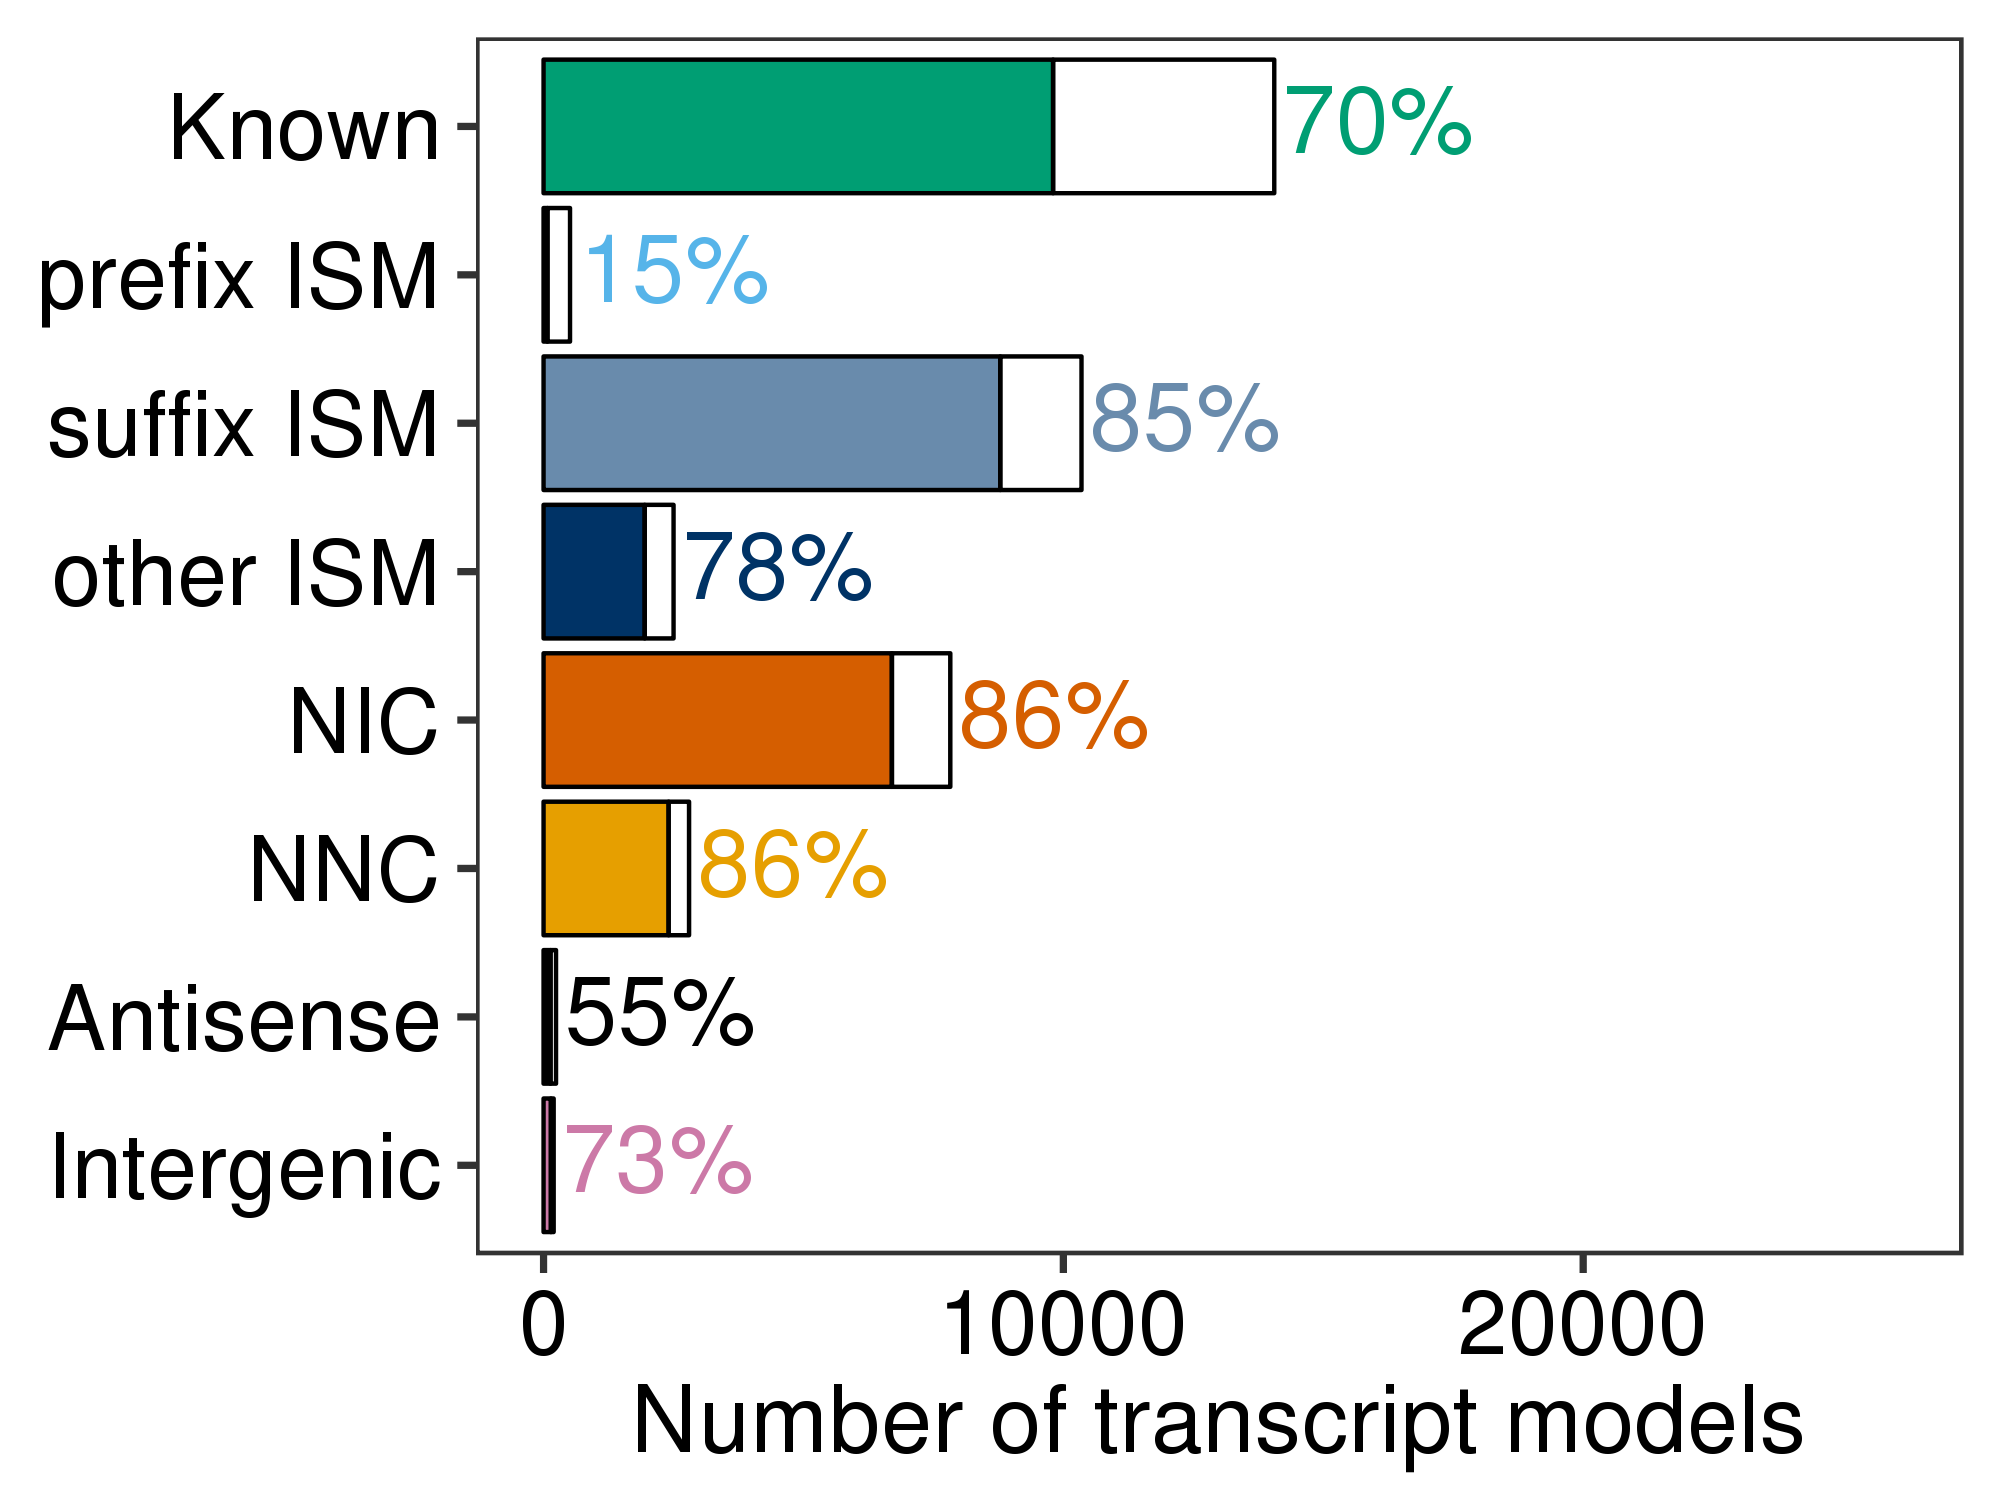 Known 70%
prefix ISM 15%
suffix ISM 85%
other ISM 78%
NIC 86%
NNC 86%
Antisense 55%
Intergenic 73%
0 10000 20000
Number of transcript models